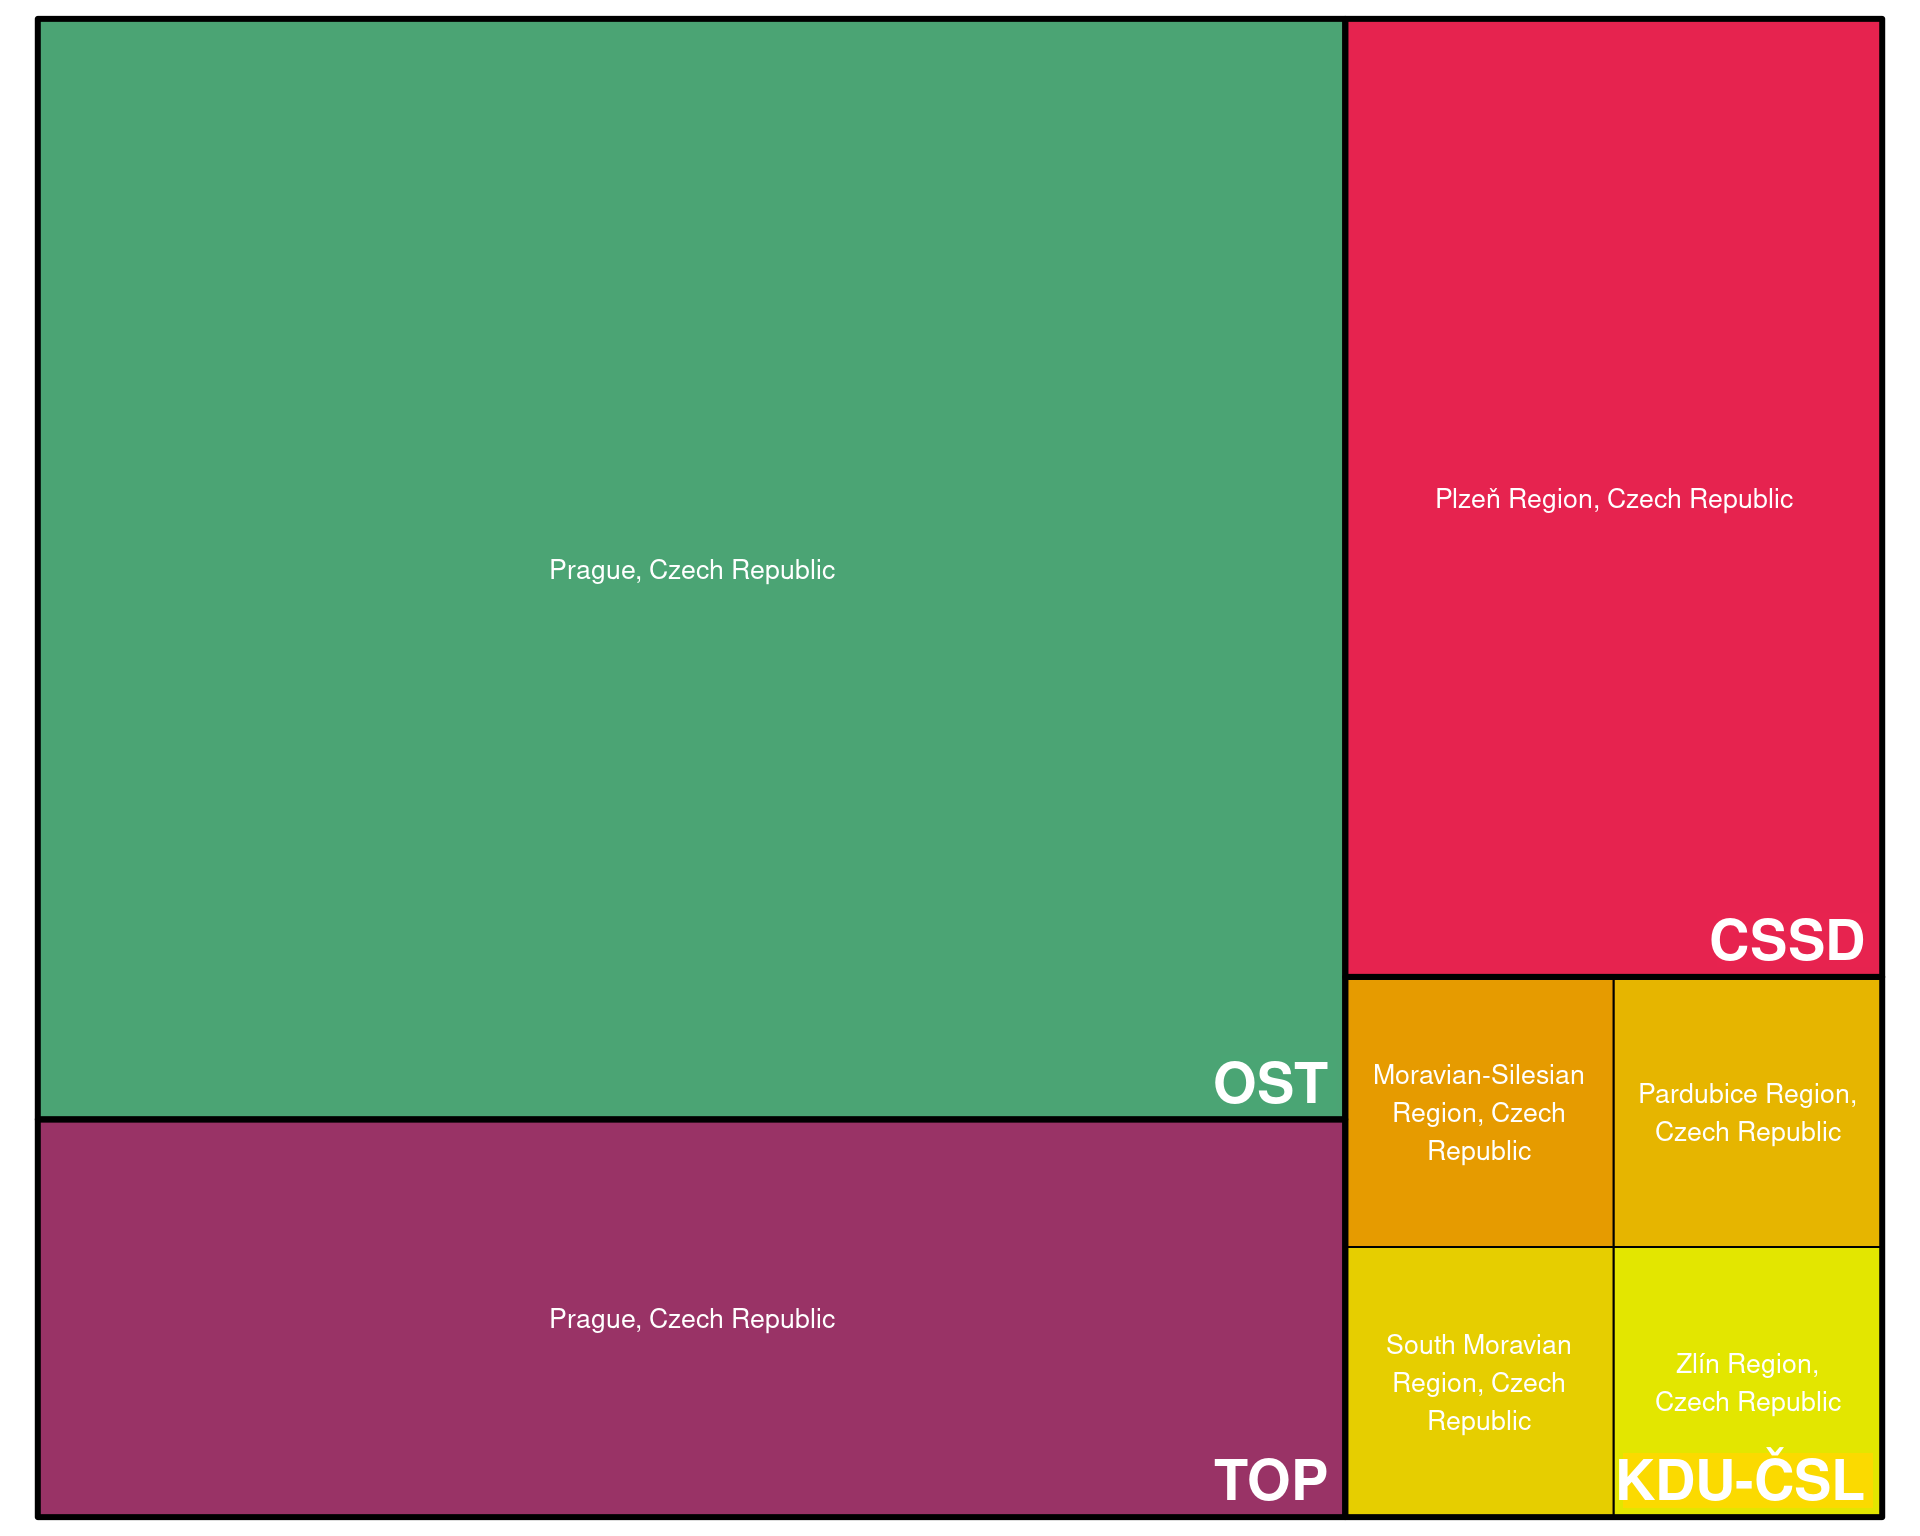 Prague, Czech Republic
OST
Prague, Czech Republic
TOP
Plzeň Region, Czech Republic
CSSD
Moravian-Silesian
Region, Czech
Republic
Pardubice Region,
Czech Republic
South Moravian
Region, Czech
Republic
Zlín Region,
Czech Republic
KDU-ČSL